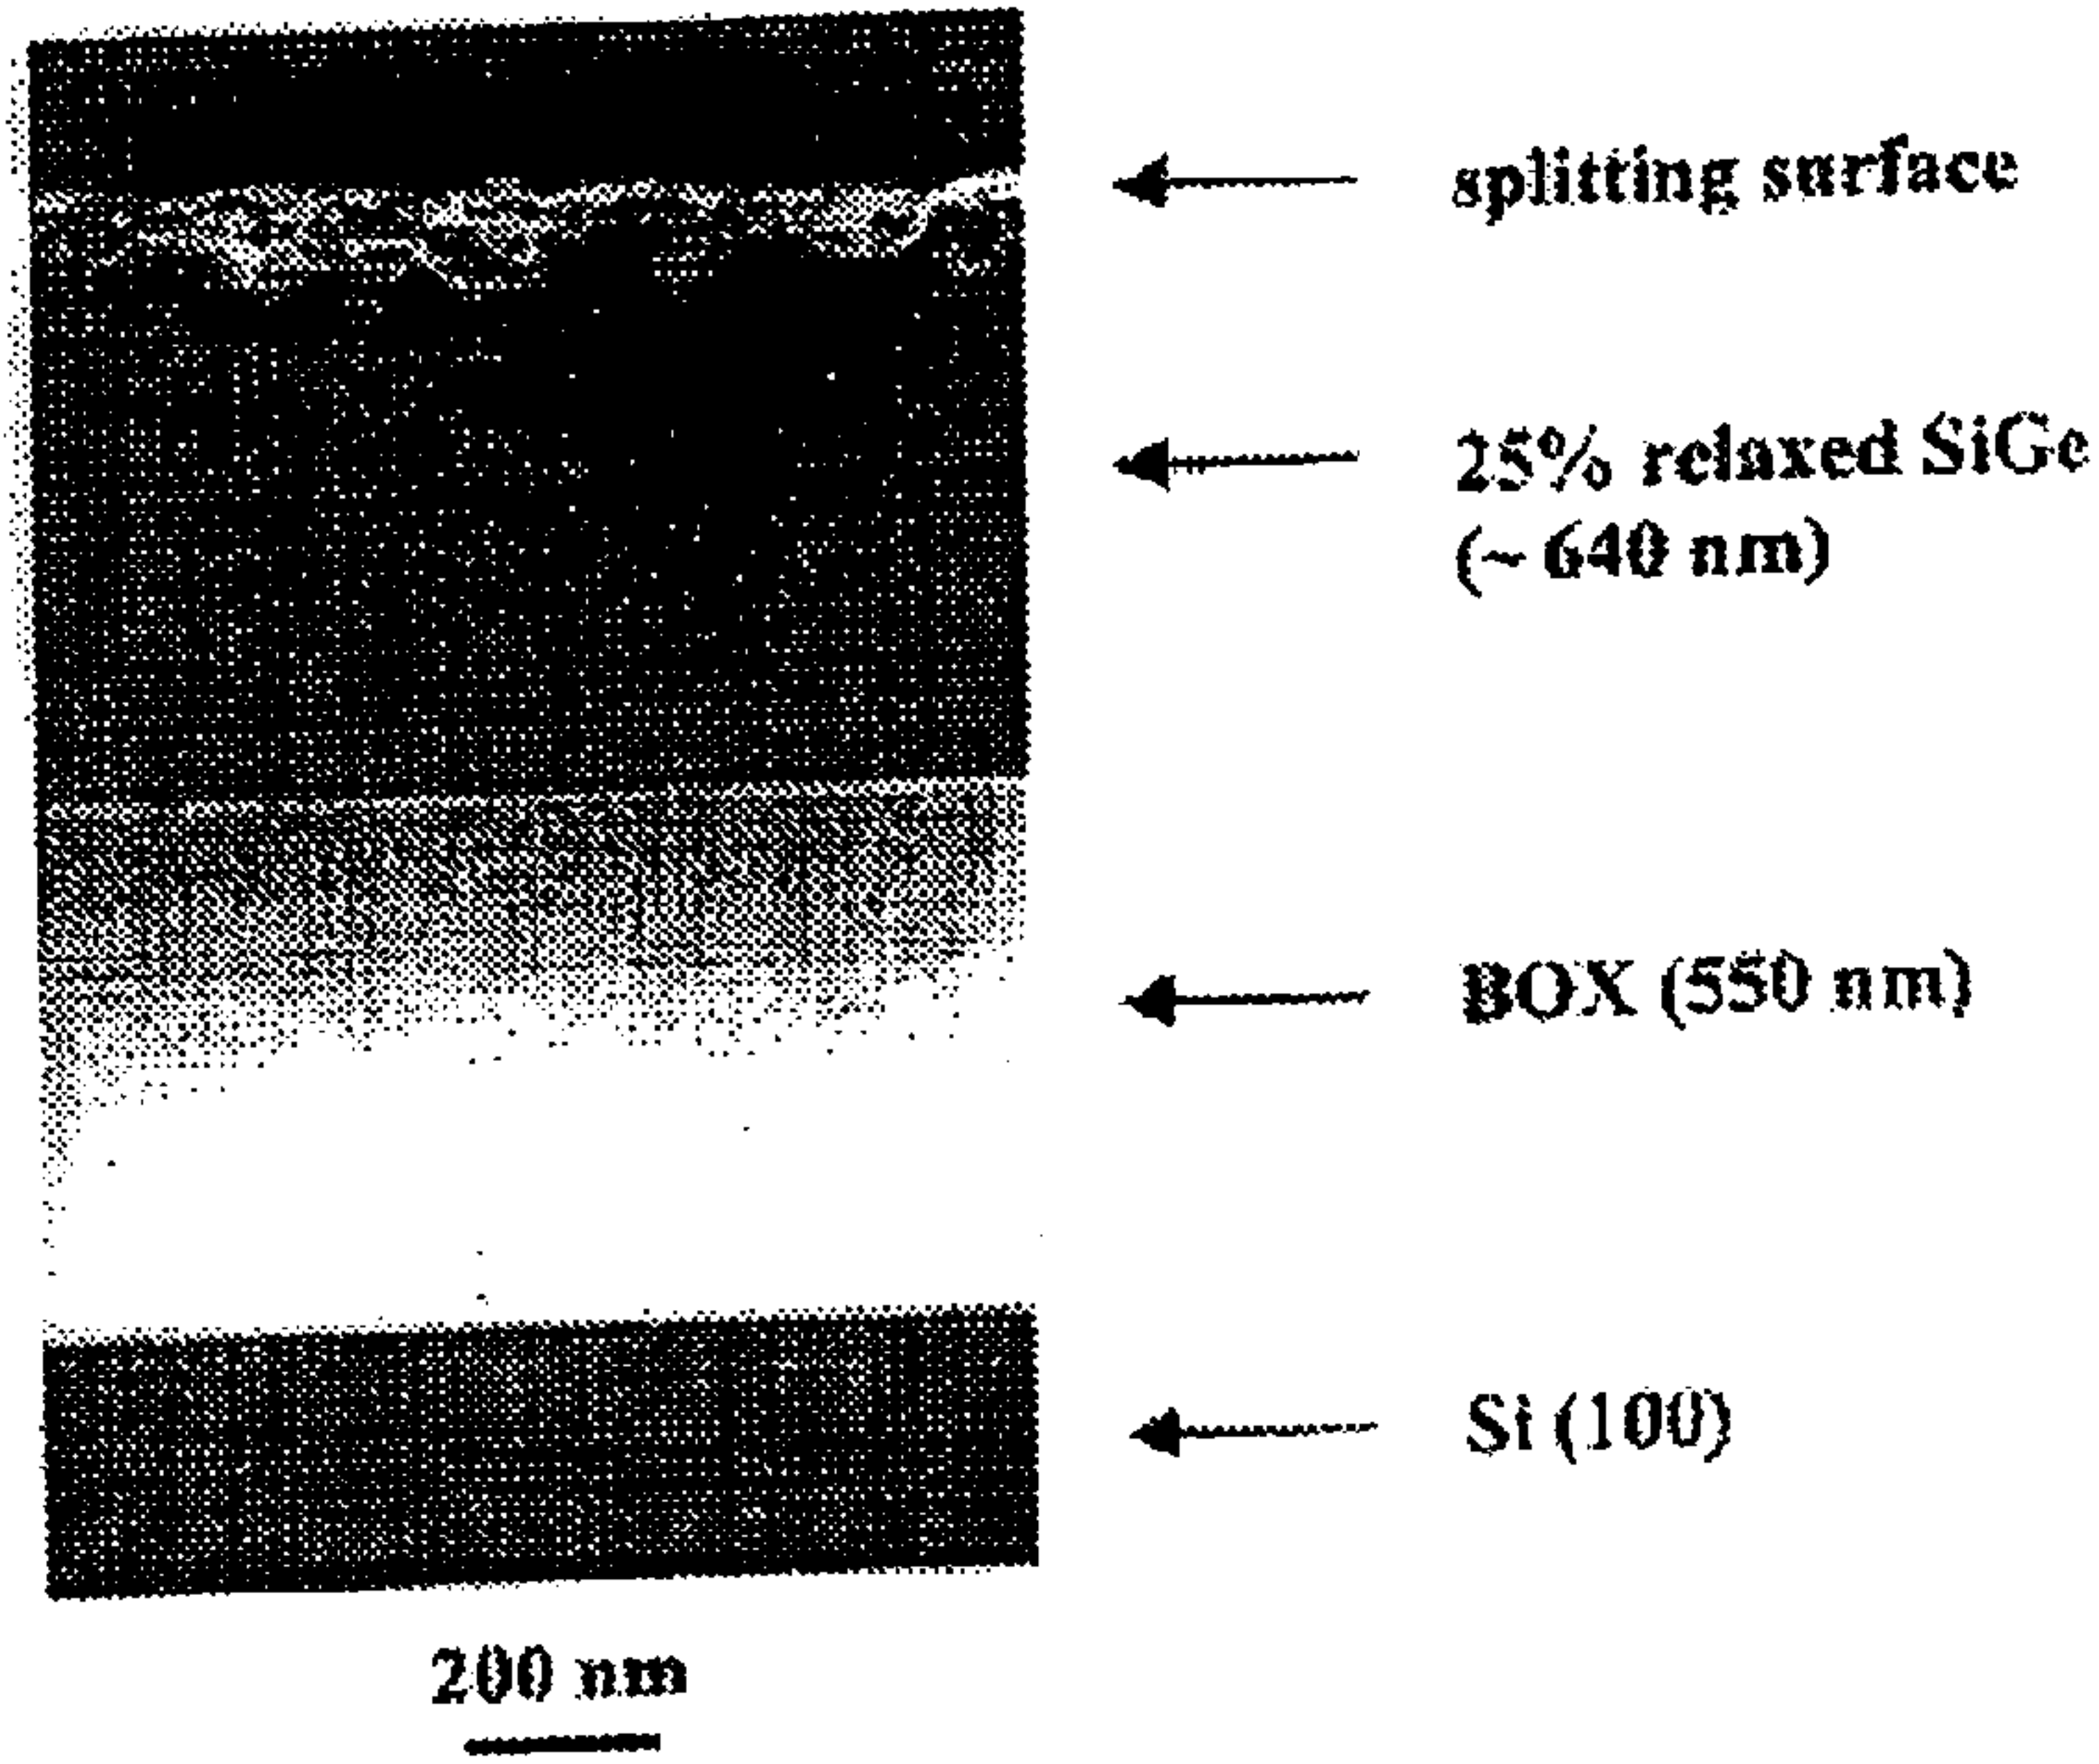 splitting surface
25% relaxed SiGe
(~ 640 nm)
BOX (550 nm)
Si (100)
200 nm